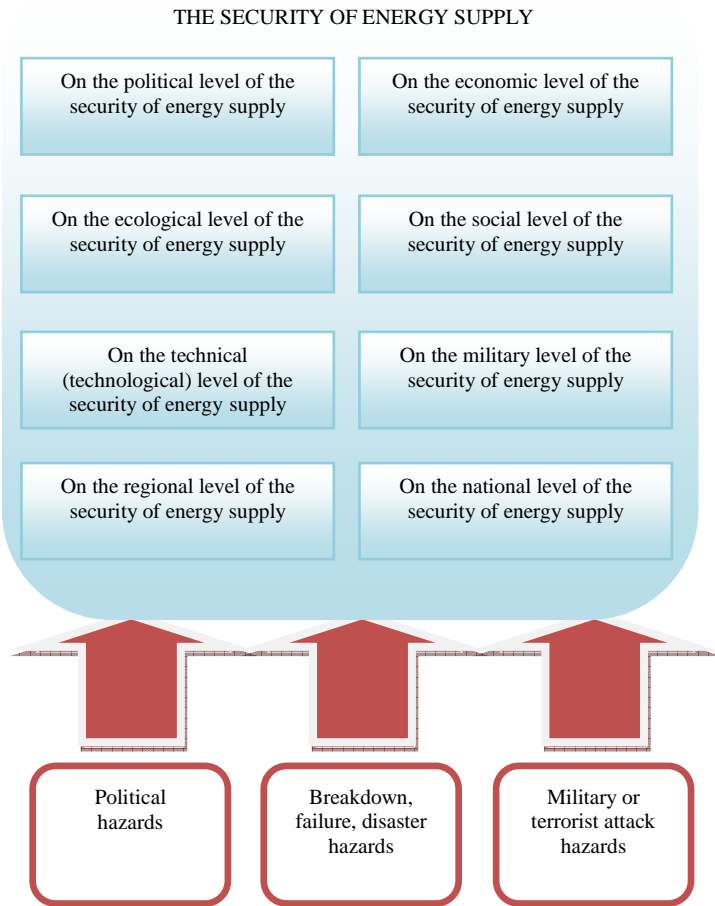 THE SECURITY OF ENERGY SUPPLY
On the political level of the
security of energy supply
On the economic level of the
security of energy supply
On the ecological level of the
security of energy supply
On the social level of the
security of energy supply
On the technical
(technological) level of the
security of energy supply
On the military level of the
security of energy supply
On the regional level of the
security of energy supply
On the national level of the
security of energy supply
Political
hazards
Breakdown,
failure, disaster
hazards
Military or
terrorist attack
hazards